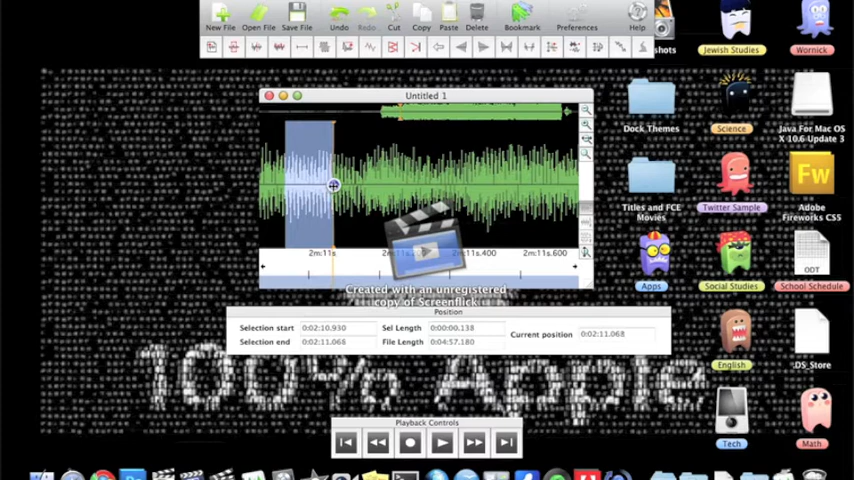 New File Open File Save File Undo Redo Cut Copy Paste Delete Bookmark Preferences Help
Jewish Studies
Wornick
Untitled 1
Dock Themes
Science
Java For Mac OS
X 10.6 Update 3
Titles and FCE
Movies
Twitter Sample
Fw
Adobe
Fireworks CS5
2m:11s 2m:11s.400 2m:11s.600
ODT
Apps
Social Studies
School Schedule
Created with an unregistered
copy of Screenflick
Position
Selection start 0:02:10.930 Sel Length 0:00:00.138 Current position 0:02:11.068
Selection end 0:02:11.066 File Length 0:04:57.180
100% Apple
English
.DS_Store
Playback Controls
Tech
Math